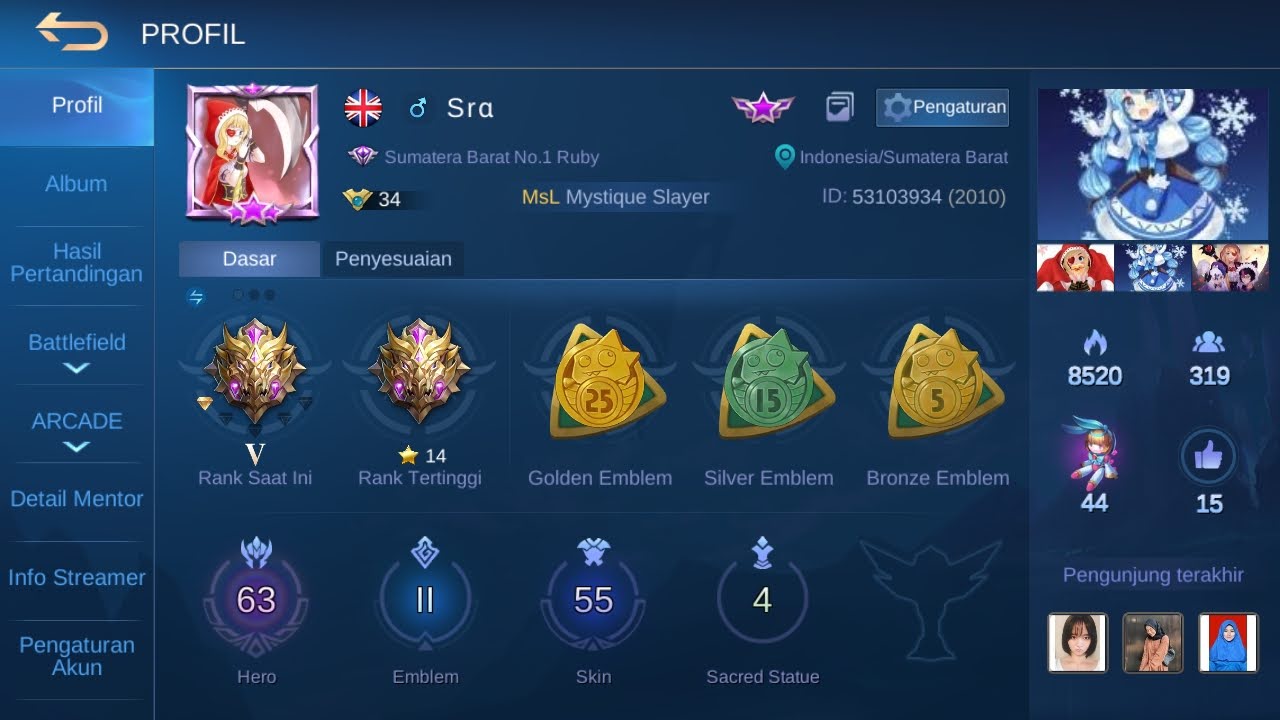 PROFIL
Profil
Album
Hasil
Pertandingan
Battlefield
ARCADE
Detail Mentor
Info Streamer
Pengaturan
Akun
Sra
Pengaturan
Sumatera Barat No.1 Ruby
Indonesia/Sumatera Barat
34
MsL Mystique Slayer
ID: 53103934 (2010)
Dasar
Penyesuaian
V
Rank Saat Ini
14
Rank Tertinggi
25
Golden Emblem
15
Silver Emblem
5
Bronze Emblem
63
Hero
II
Emblem
55
Skin
4
Sacred Statue
8520
319
44
15
Pengunjung terakhir